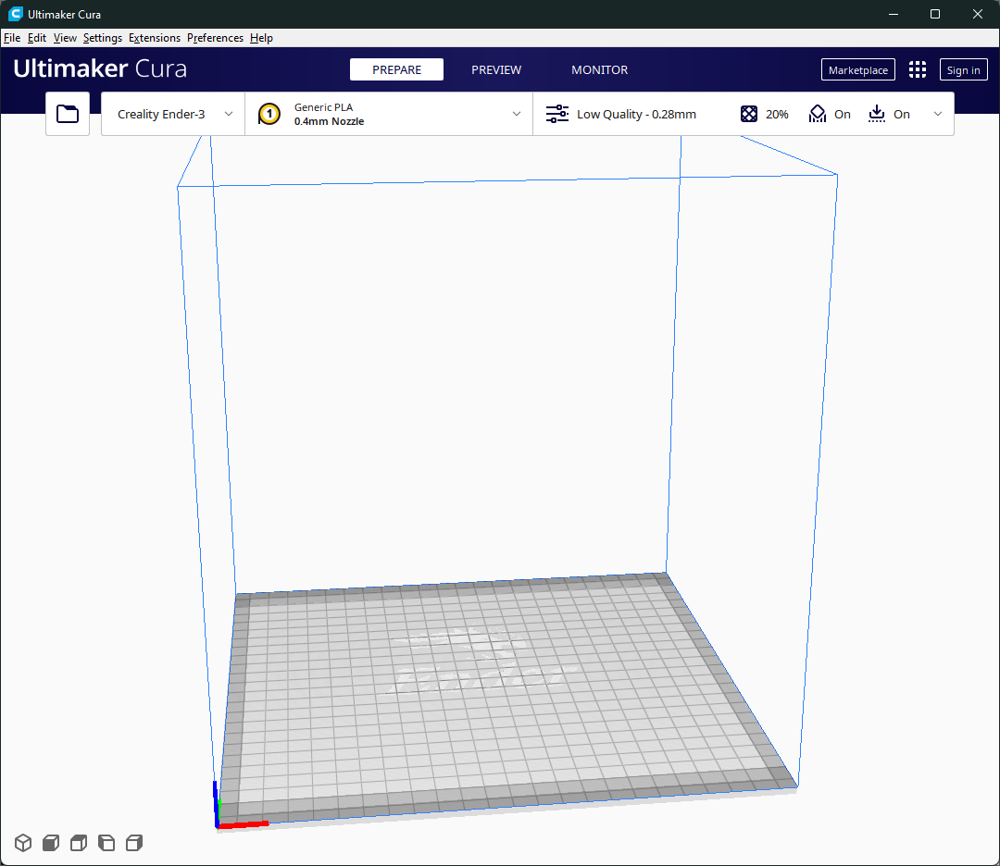 Ultimaker Cura
File Edit View Settings Extensions Preferences Help
Ultimaker Cura
PREPARE PREVIEW MONITOR
Marketplace
Sign in
Creality Ender-3
1
Generic PLA
0.4mm Nozzle
Low Quality - 0.28mm
20%
On
On
Ender